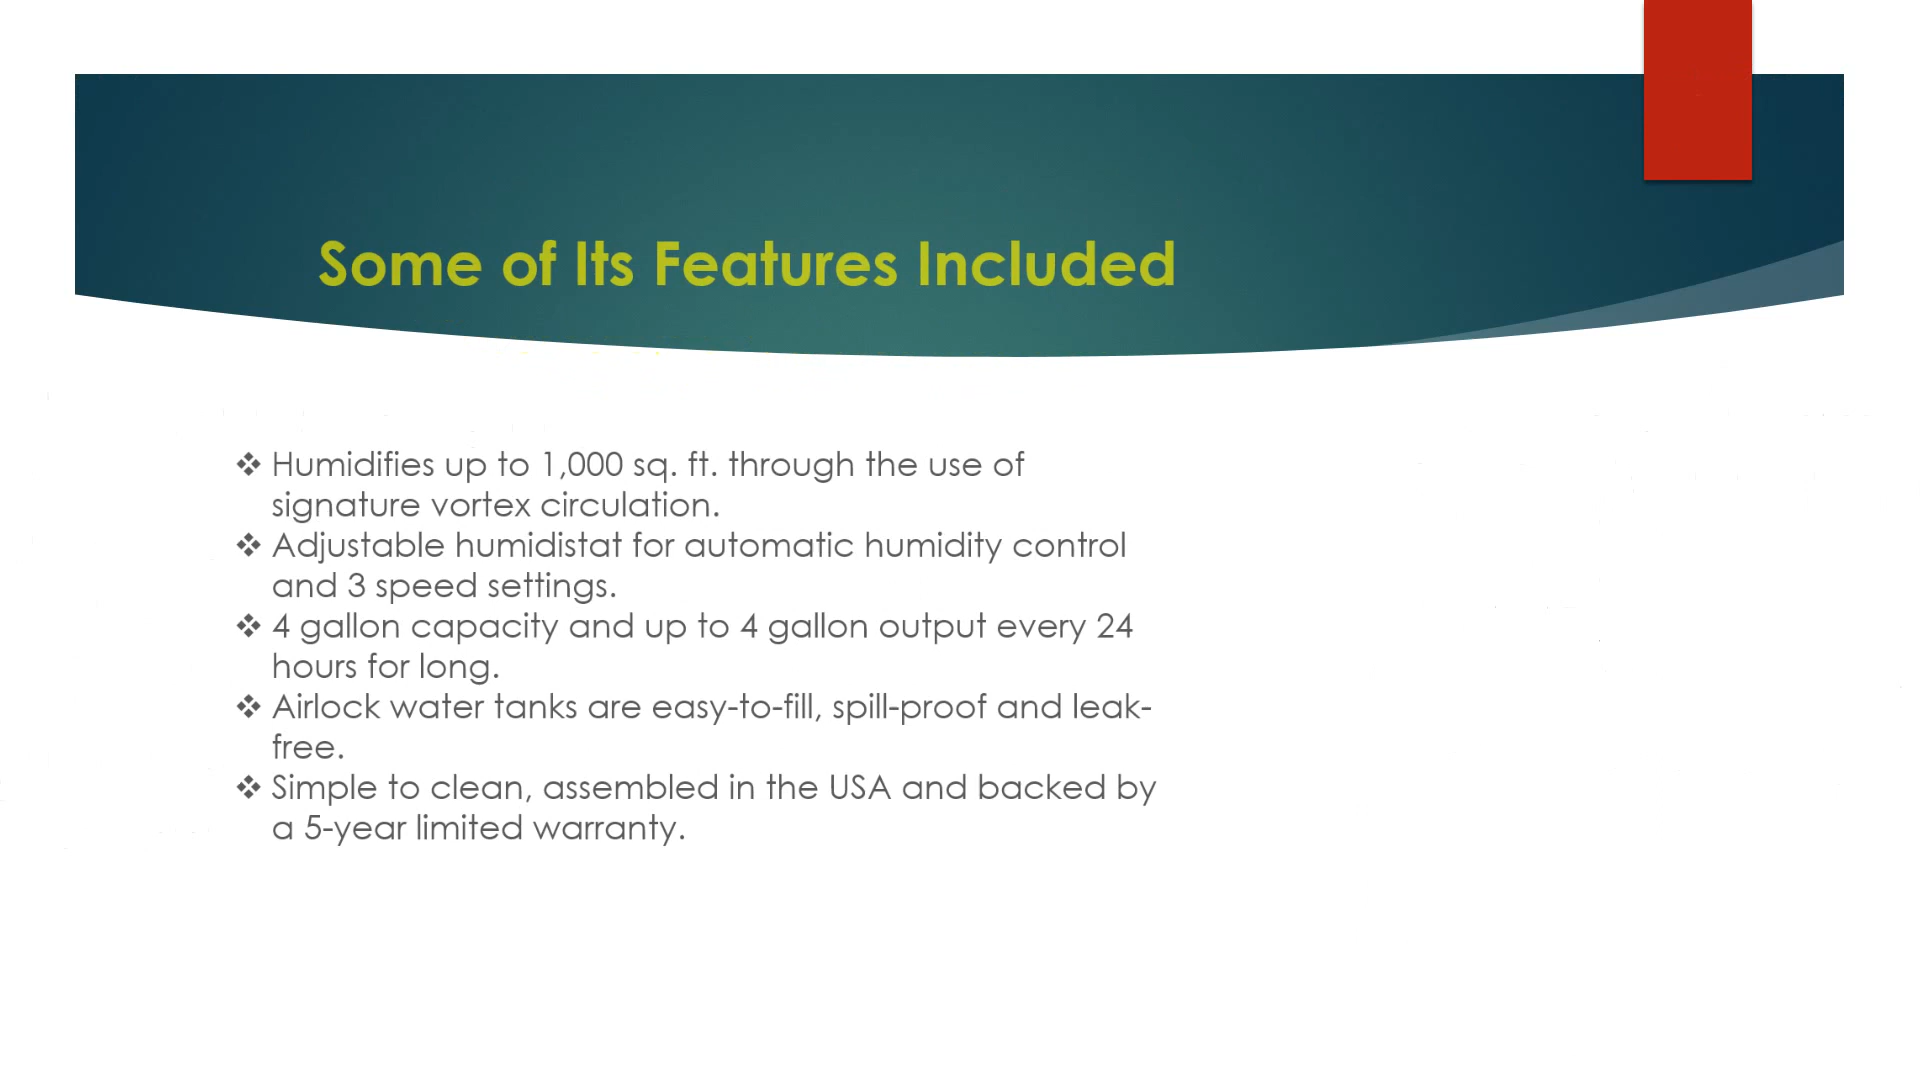 Some of Its Features Included
❖ Humidifies up to 1,000 sq. ft. through the use of
signature vortex circulation.
❖ Adjustable humidistat for automatic humidity control
and 3 speed settings.
❖ 4 gallon capacity and up to 4 gallon output every 24
hours for long.
❖ Airlock water tanks are easy-to-fill, spill-proof and leak-
free.
❖ Simple to clean, assembled in the USA and backed by
a 5-year limited warranty.